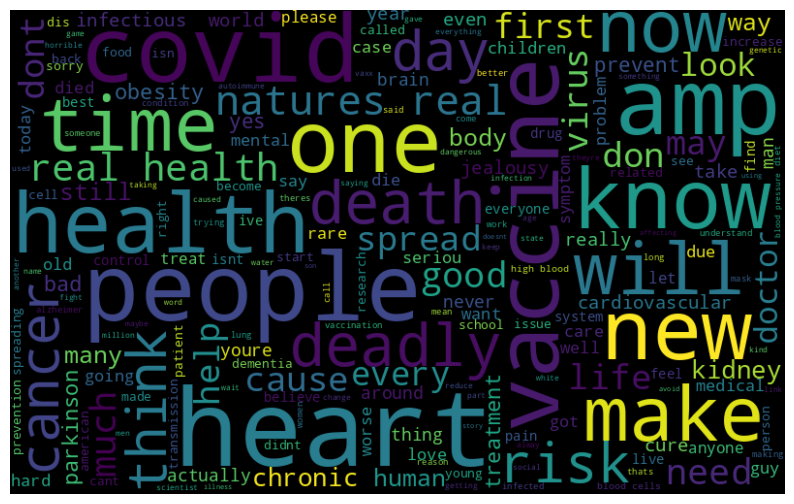 dis
infectious
world
please
year
even
first
now
way
dont
covid
day
called
case
children
increase
game
horrible
food
isn
back
sorry
gave
everything
look
prevent
genetic
died
obesity
natures real
brain
virus
amp
today
best
vaxx
better
autoimmune
condition
said
come
drug
problem
something
someone
time
one
yes
mental
body
dangerous
vaccine
may
find
man
don
real health
used
taking
cell
caused
theres
saying
infection
jealousy
symptom
related
see
using
blood pressure
diet
still
become
say
die
death
everyone
take
know
health
right
trying
ive
rare
spread
work
age
state
doesnt
keep
really
understand
affecting
another
name
old
control
treat
isnt
start
son
seriou
good
high blood
long
mask
due
will
doctor
bad
fight
water
call
research
never
want
mean
school
let
cardiovascular
people
cancer
alzheimer
word
million
maybe
lung
vaccination
issue
system
care
well
feel
kind
new
spreading
many
think
patient
help
youre
deadly
every
dementia
white
life
kidney
prevention
going
made
wait
cause
around
reduce
change
believe
part
story
got
medical
avoid
link
parkinson
much
transmission
heart
women
worse
thing
love
treatment
pain
cure
anyone
person
make
american
men
didnt
reason
young
social
live
thats
making
hard
cant
actually
scientist
illness
chronic
human
getting
infected
risk
blood cells
need
guy